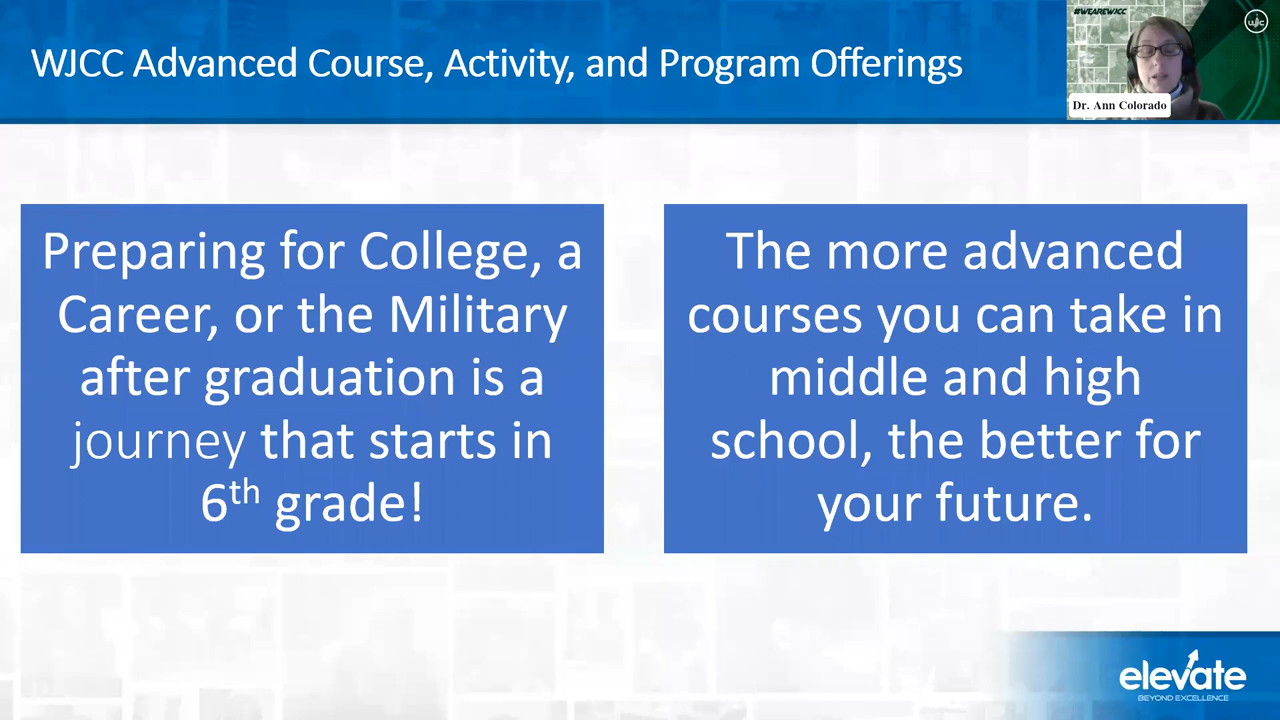 #WEAREWJCC
wjcc
WJCC Advanced Course, Activity, and Program Offerings
Dr. Ann Colorado
Preparing for College, a
Career, or the Military
after graduation is a
journey that starts in
6th grade!
The more advanced
courses you can take in
middle and high
school, the better for
your future.
elevate
BEYOND EXCELLENCE